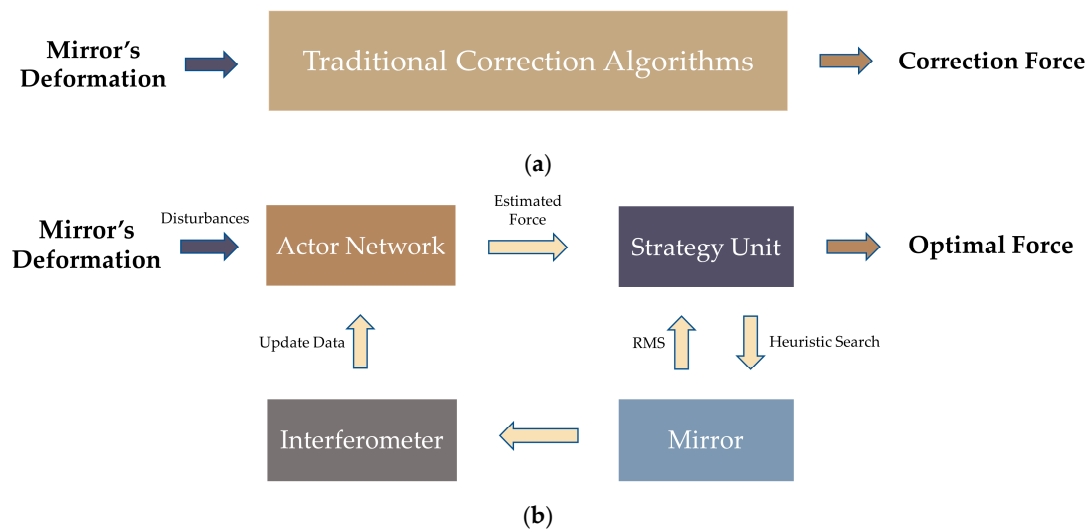 Mirror's
Deformation
Traditional Correction Algorithms
Correction Force
(a)
Mirror's
Deformation
Disturbances
Actor Network
Estimated
Force
Strategy Unit
Optimal Force
Update Data
RMS
Heuristic Search
Interferometer
Mirror
(b)